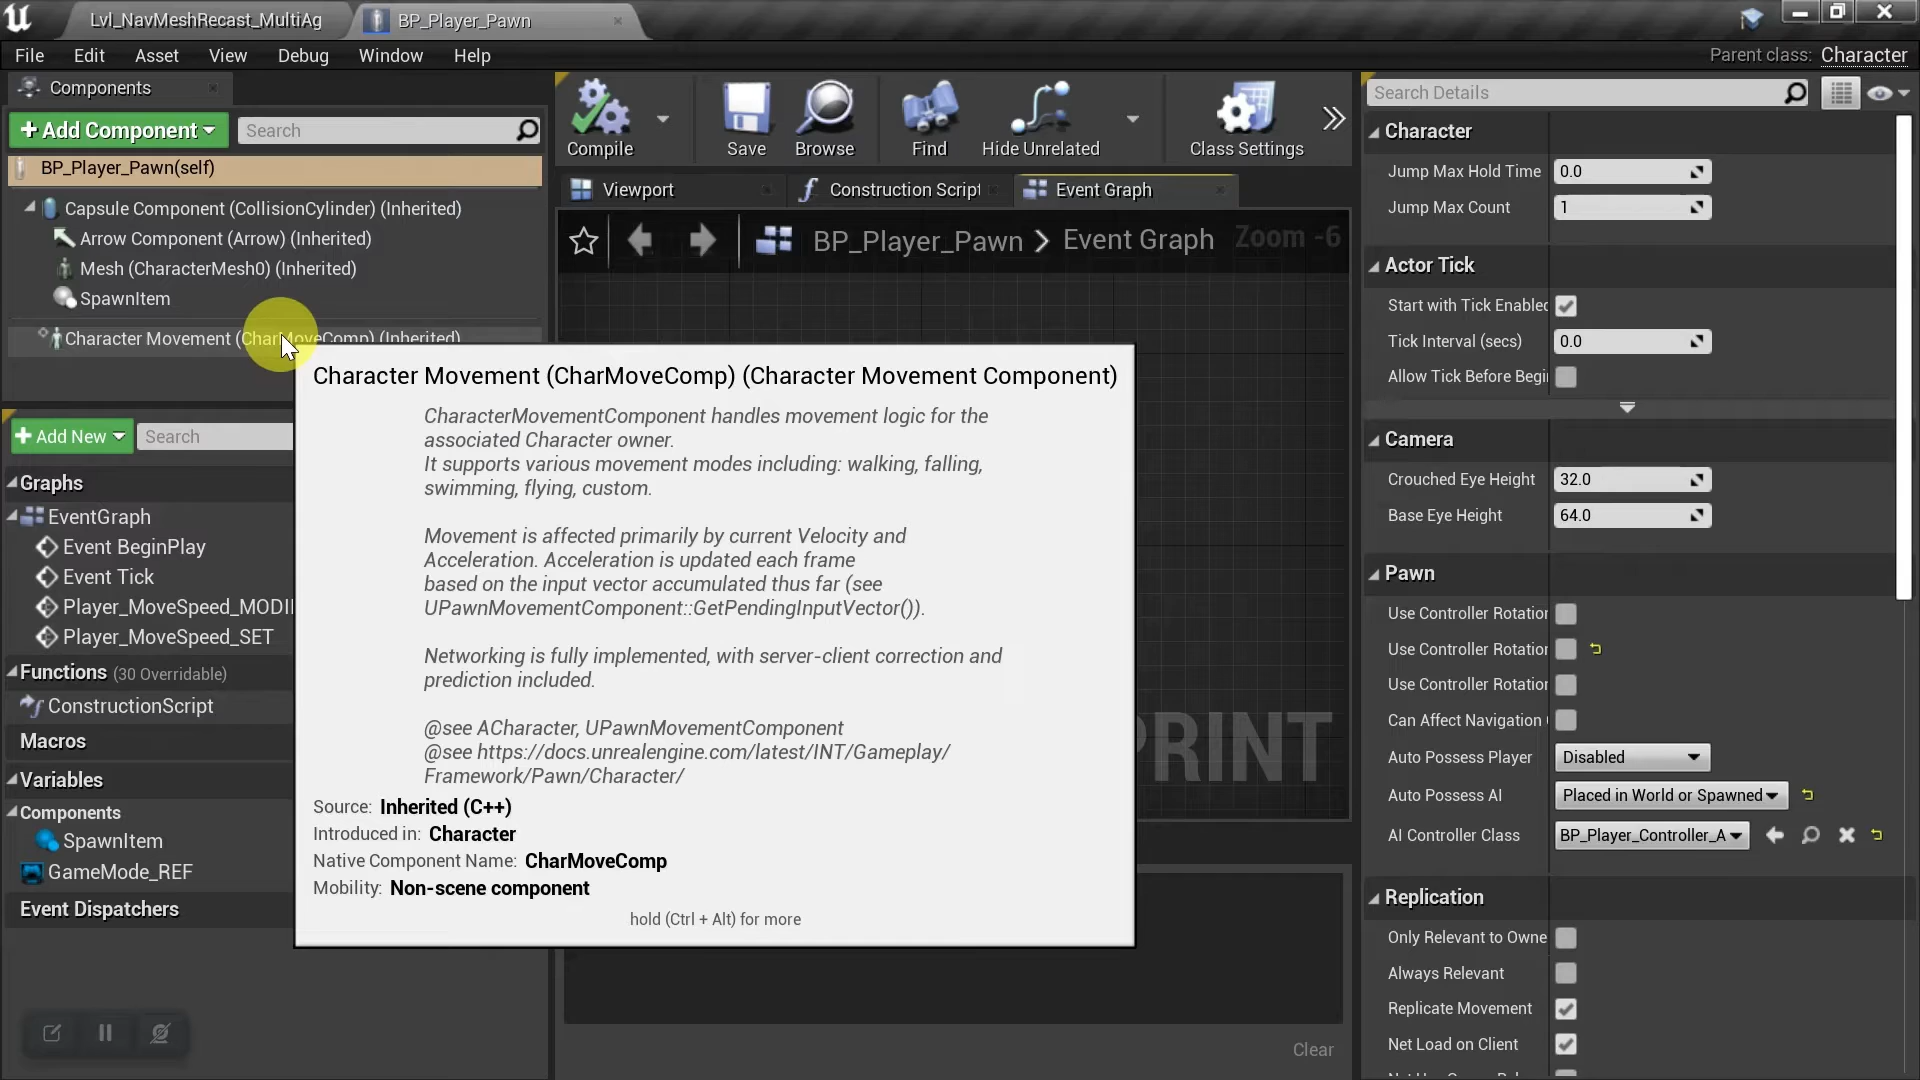 Lvl_NavMeshRecast_MultiAg
BP_Player_Pawn
File Edit Asset View Debug Window Help
Parent class: Character
Components
Add Component
Search
BP_Player_Pawn(self)
Capsule Component (CollisionCylinder) (Inherited)
Arrow Component (Arrow) (Inherited)
Mesh (CharacterMesh0) (Inherited)
SpawnItem
Character Movement (CharMoveComp) (Inherited)
Add New
Search
Graphs
EventGraph
Event BeginPlay
Event Tick
Player_MoveSpeed_MODI
Player_MoveSpeed_SET
Functions (30 Overridable)
ConstructionScript
Macros
Variables
Components
SpawnItem
GameMode_REF
Event Dispatchers
Compile
Save
Browse
Find
Hide Unrelated
Class Settings
Viewport
Construction Script
Event Graph
BP_Player_Pawn > Event Graph
Zoom -6
PRINT
Character Movement (CharMoveComp) (Character Movement Component)
CharacterMovementComponent handles movement logic for the
associated Character owner.
It supports various movement modes including: walking, falling,
swimming, flying, custom.
Movement is affected primarily by current Velocity and
Acceleration. Acceleration is updated each frame
based on the input vector accumulated thus far (see
UPawnMovementComponent::GetPendingInputVector()).
Networking is fully implemented, with server-client correction and
prediction included.
@see ACharacter, UPawnMovementComponent
@see https://docs.unrealengine.com/latest/INT/Gameplay/
Framework/Pawn/Character/
Source: Inherited (C++)
Introduced in: Character
Native Component Name: CharMoveComp
Mobility: Non-scene component
hold (Ctrl + Alt) for more
Clear
Search Details
Character
Jump Max Hold Time 0.0
Jump Max Count 1
Actor Tick
Start with Tick Enabled
Tick Interval (secs) 0.0
Allow Tick Before Begi
Camera
Crouched Eye Height 32.0
Base Eye Height 64.0
Pawn
Use Controller Rotation
Use Controller Rotation
Use Controller Rotation
Can Affect Navigation
Auto Possess Player Disabled
Auto Possess AI Placed in World or Spawned
AI Controller Class BP_Player_Controller_A
Replication
Only Relevant to Owne
Always Relevant
Replicate Movement
Net Load on Client